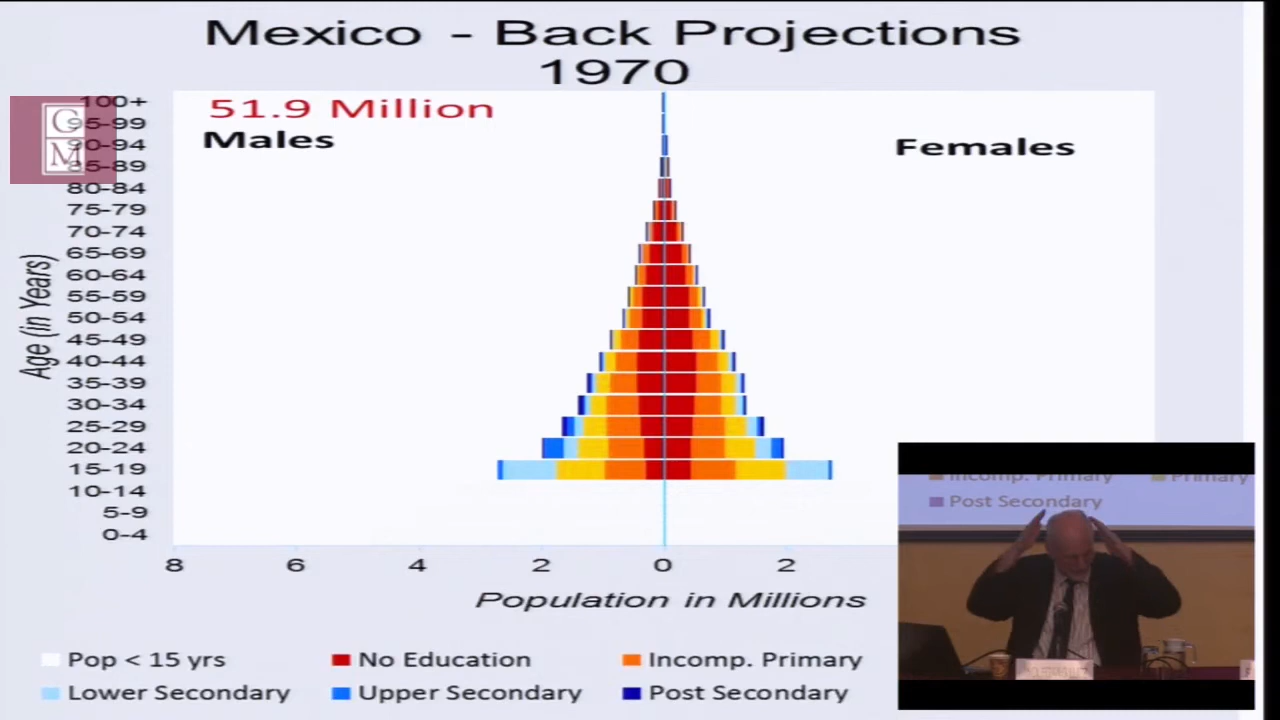 Mexico - Back Projections
1970
51.9 Million
Males
Females
G
M
100+
95-99
90-94
85-89
80-84
75-79
70-74
65-69
60-64
55-59
50-54
45-49
40-44
35-39
30-34
25-29
20-24
15-19
10-14
5-9
0-4
Age (in Years)
8 6 4 2 0 2
Population in Millions
Pop < 15 yrs No Education Incomp. Primary
Lower Secondary Upper Secondary Post Secondary
Incomp. Primary Primary
Post Secondary